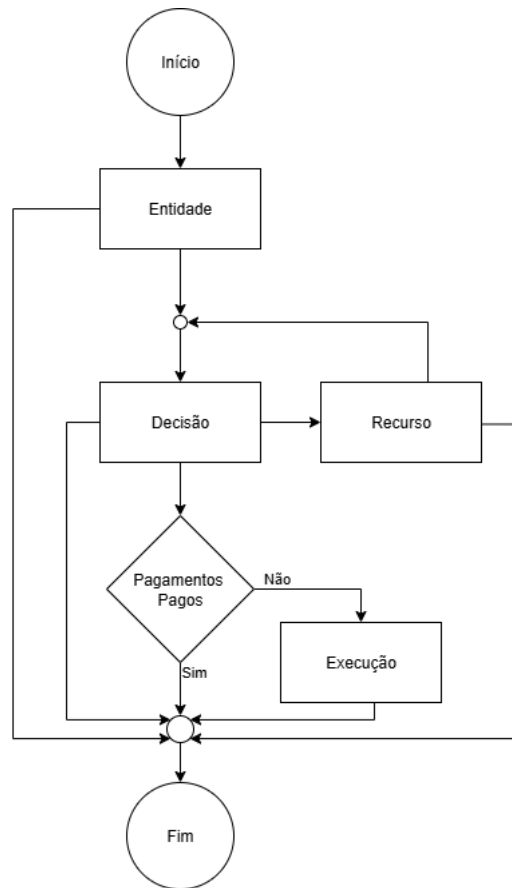 Início
Entidade
Decisão
Recurso
Pagamentos
Pagos
Não
Execução
Sim
Fim